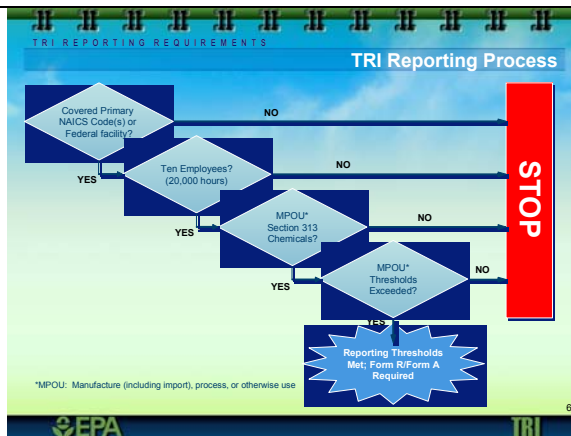 TRI REPORTING REQUIREMENTS
TRI Reporting Process
Covered Primary
NAICS Code(s) or
Federal facility?
NO
YES
Ten Employees?
(20,000 hours)
NO
YES
MPOU*
Section 313
Chemicals?
NO
YES
MPOU*
Thresholds
Exceeded?
NO
YES
STOP
Reporting Thresholds
Met; Form R/Form A
Required
*MPOU: Manufacture (including import), process, or otherwise use
6
EPA
TRI